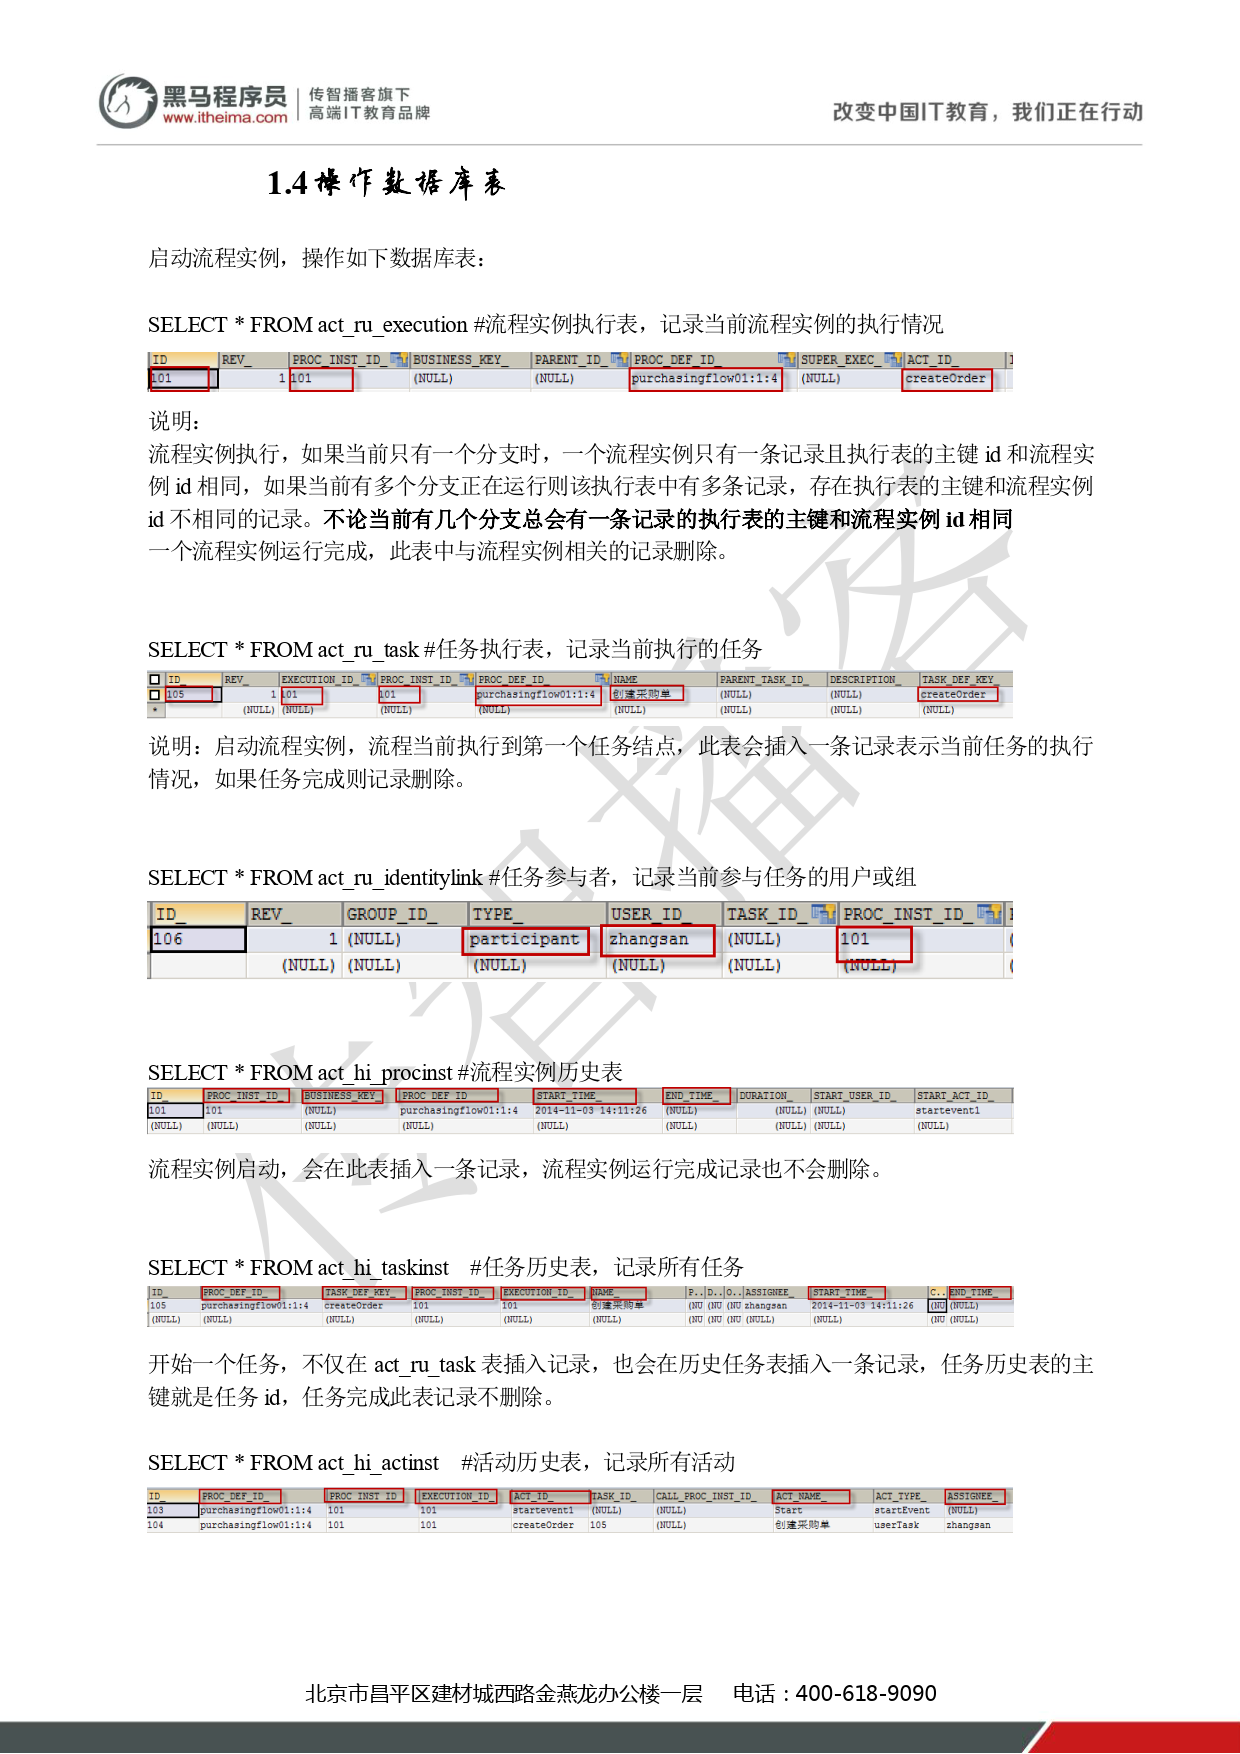 黑马程序员
www.itheima.com
传智播客旗下
高端IT教育品牌
改变中国IT教育，我们正在行动
1.4 操作数据库表
启动流程实例，操作如下数据库表：
SELECT * FROM act_ru_execution #流程实例执行表，记录当前流程实例的执行情况
ID REV_ PROC_INST_ID_ BUSINESS_KEY_ PARENT_ID_ PROC_DEF_ID_ SUPER_EXEC_ ACT_ID_
101 1 101 (NULL) (NULL) purchasingflow01:1:4 (NULL) createOrder
说明：
流程实例执行，如果当前只有一个分支时，一个流程实例只有一条记录且执行表的主键 id 和流程实
例 id 相同，如果当前有多个分支正在运行则该执行表中有多条记录，存在执行表的主键和流程实例
id 不相同的记录。不论当前有几个分支总会有一条记录的执行表的主键和流程实例 id 相同
一个流程实例运行完成，此表中与流程实例相关的记录删除。
SELECT * FROM act_ru_task #任务执行表，记录当前执行的任务
ID_ REV_ EXECUTION_ID_ PROC_INST_ID_ PROC_DEF_ID_ NAME PARENT_TASK_ID_ DESCRIPTION_ TASK_DEF_KEY_
105 1 101 101 purchasingflow01:1:4 创建采购单 (NULL) (NULL) createOrder
* (NULL) (NULL) (NULL) (NULL) (NULL) (NULL) (NULL) (NULL)
说明：启动流程实例，流程当前执行到第一个任务结点，此表会插入一条记录表示当前任务的执行
情况，如果任务完成则记录删除。
SELECT * FROM act_ru_identitylink #任务参与者，记录当前参与任务的用户或组
ID_ REV_ GROUP_ID_ TYPE_ USER_ID_ TASK_ID_ PROC_INST_ID_
106 1 (NULL) participant zhangsan (NULL) 101
(NULL) (NULL) (NULL) (NULL) (NULL) (NULL)
SELECT * FROM act_hi_procinst #流程实例历史表
ID_ PROC_INST_ID_ BUSINESS_KEY_ PROC_DEF_ID START_TIME_ END_TIME_ DURATION_ START_USER_ID_ START_ACT_ID_
101 101 (NULL) purchasingflow01:1:4 2014-11-03 14:11:26 (NULL) (NULL) (NULL) startevent1
(NULL) (NULL) (NULL) (NULL) (NULL) (NULL) (NULL) (NULL) (NULL)
流程实例启动，会在此表插入一条记录，流程实例运行完成记录也不会删除。
SELECT * FROM act_hi_taskinst #任务历史表，记录所有任务
ID_ PROC_DEF_ID_ TASK_DEF_KEY_ PROC_INST_ID_ EXECUTION_ID_ NAME_ P.. D.. O.. ASSIGNEE_ START_TIME_ C.. END_TIME_
105 purchasingflow01:1:4 createOrder 101 101 创建采购单 (NU (NU (NU zhangsan 2014-11-03 14:11:26 (NU (NULL)
(NULL) (NULL) (NULL) (NULL) (NULL) (NULL) (NU (NU (NU (NULL) (NULL) (NU (NULL)
开始一个任务，不仅在 act_ru_task 表插入记录，也会在历史任务表插入一条记录，任务历史表的主
键就是任务 id，任务完成此表记录不删除。
SELECT * FROM act_hi_actinst #活动历史表，记录所有活动
ID_ PROC_DEF_ID_ PROC_INST_ID EXECUTION_ID_ ACT_ID_ TASK_ID_ CALL_PROC_INST_ID_ ACT_NAME_ ACT_TYPE_ ASSIGNEE_
103 purchasingflow01:1:4 101 101 startevent1 (NULL) (NULL) Start startEvent (NULL)
104 purchasingflow01:1:4 101 101 createOrder 105 (NULL) 创建采购单 userTask zhangsan
传智播客
北京市昌平区建材城西路金燕龙办公楼一层 电话：400-618-9090